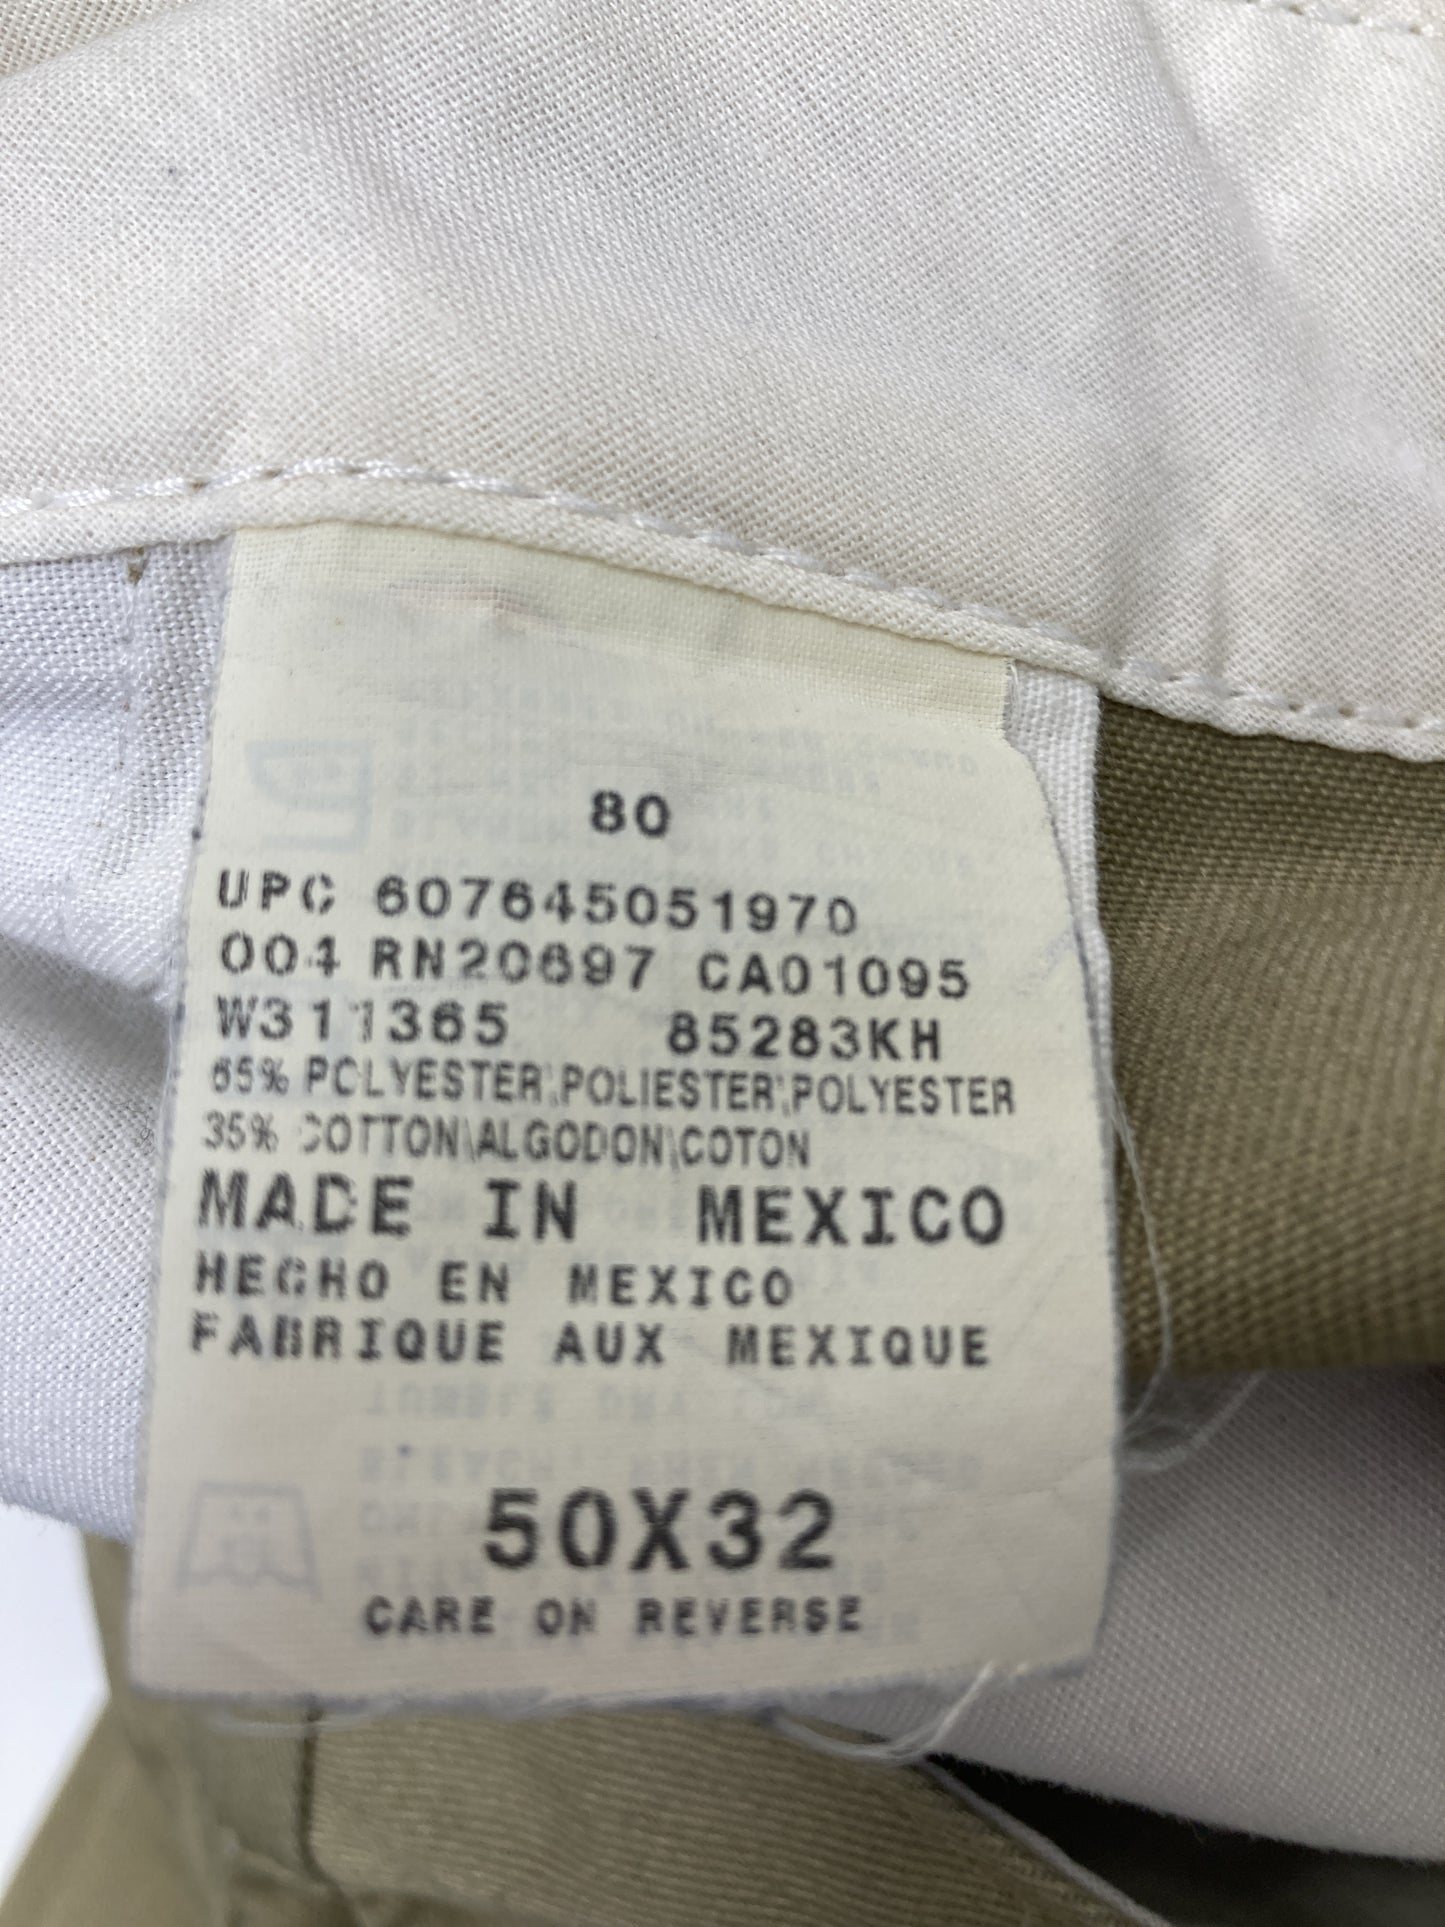 80
UPC 607645051970
004 RN20697 CA01095
W311365 85283KH
65% POLYESTER\POLIESTER\POLYESTER
35% COTTON\ALGODON\COTON
MADE IN MEXICO
HECHO EN MEXICO
FABRIQUE AUX MEXIQUE
50X32
CARE ON REVERSE